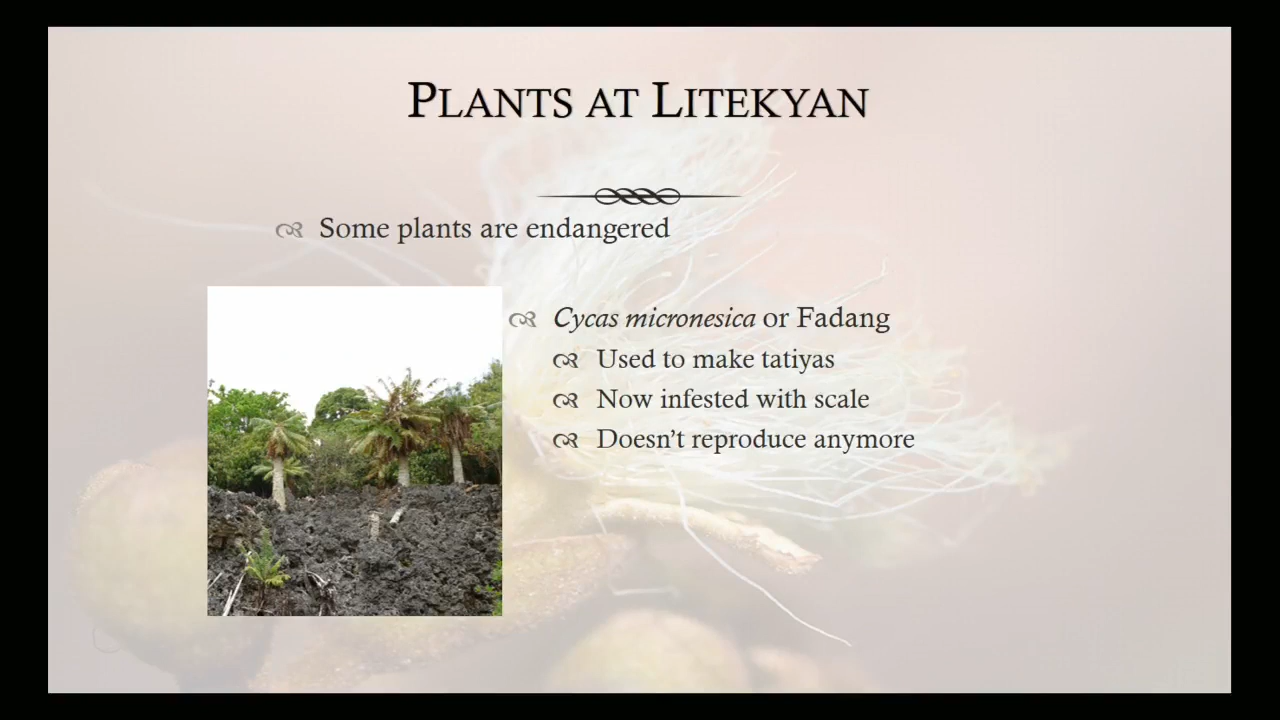 Plants at Litekyan
Some plants are endangered
Cycas micronesica or Fadang
Used to make tatiyas
Now infested with scale
Doesn't reproduce anymore